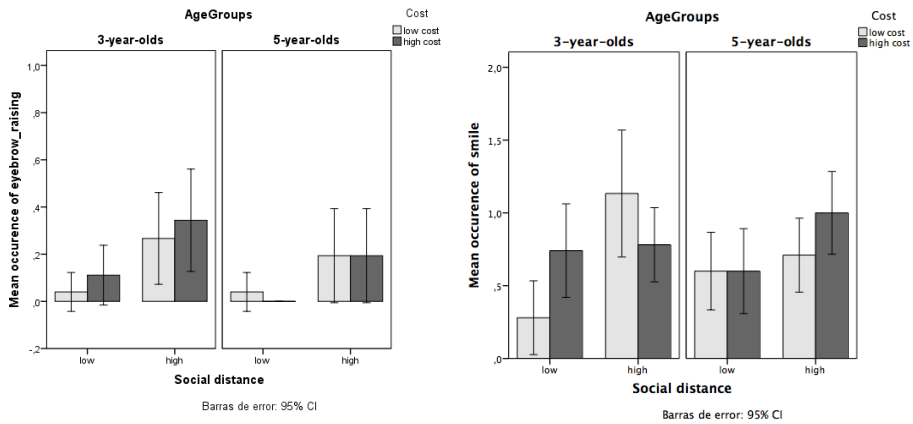 AgeGroups
3-year-olds
5-year-olds
Cost
low cost
high cost
Mean occurence of eyebrow_raising
1,0
,8
,6
,4
,2
,0
-,2
low
high
low
high
Social distance
Barras de error: 95% CI
AgeGroups
3-year-olds
5-year-olds
Cost
low cost
high cost
Mean occurence of smile
2,0
1,5
1,0
,5
,0
low
high
low
high
Social distance
Barras de error: 95% CI